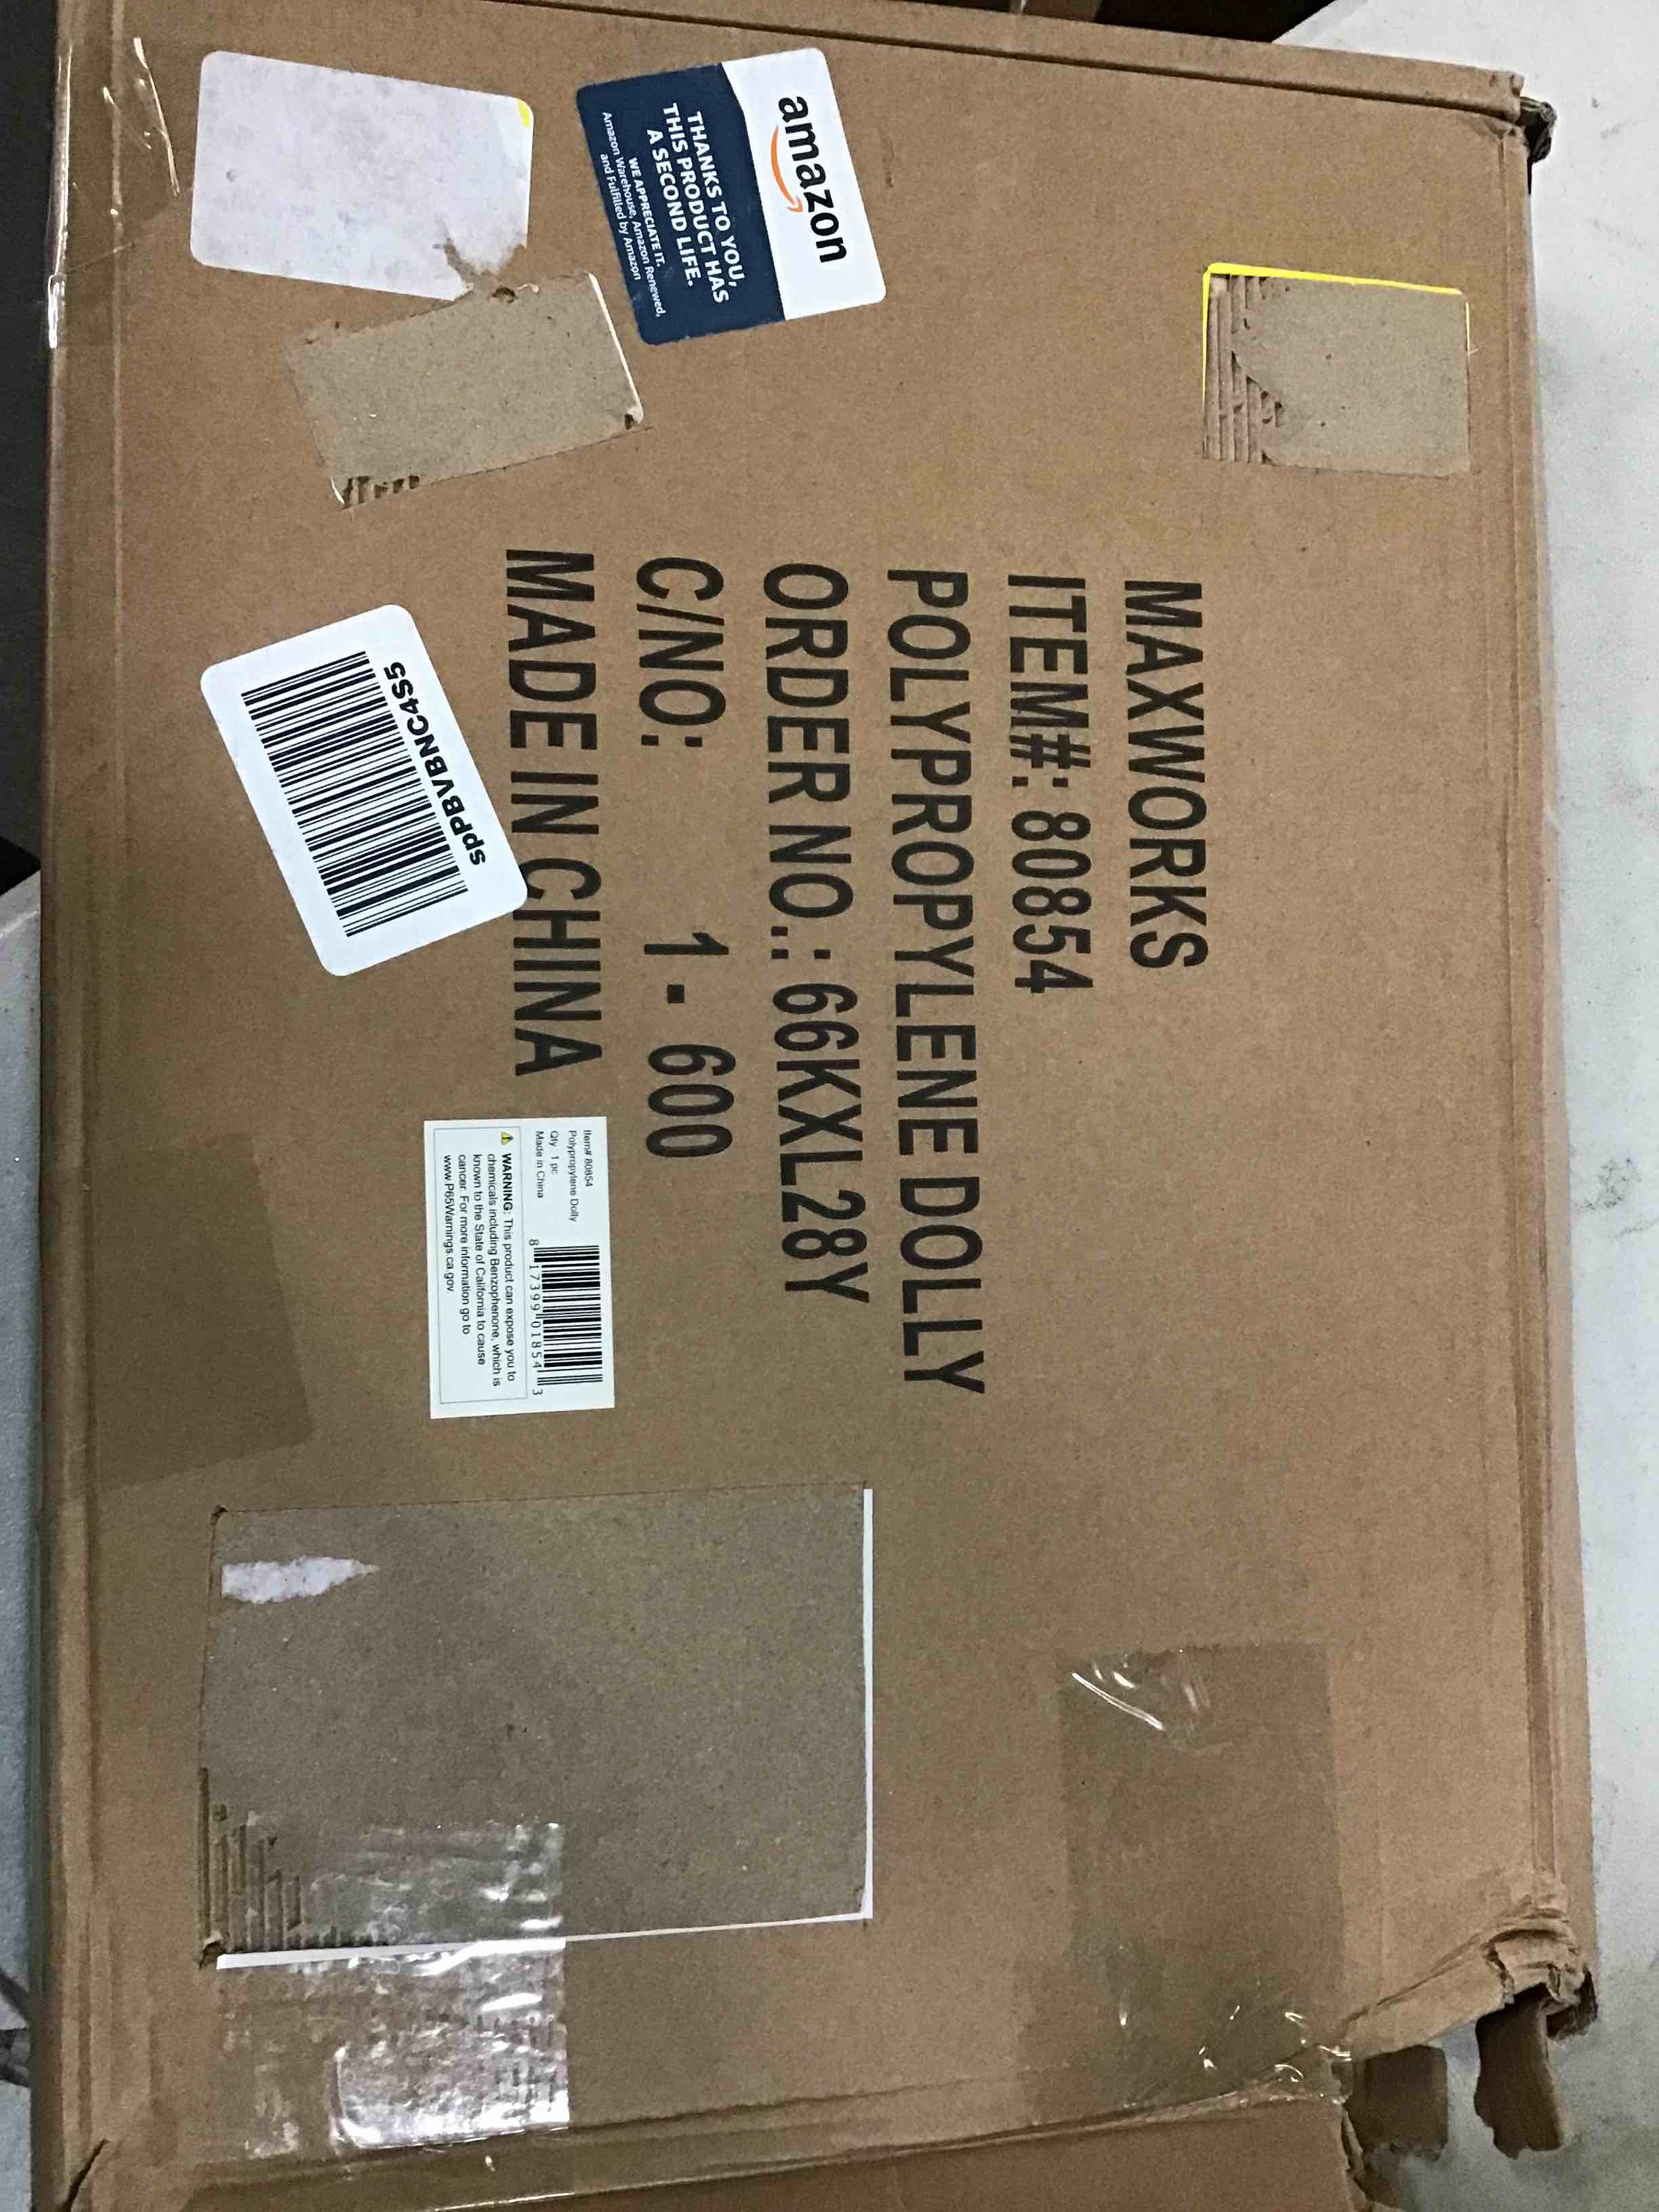 amazon
THANKS TO YOU,
THIS PRODUCT HAS
A SECOND LIFE.
WE APPRECIATE IT.
Amazon Warehouse, Amazon Renewed,
and Fulfilled by Amazon
MAXWORKS
ITEM#: 80854
POLYPROPYLENE DOLLY
ORDER NO.: 66KXL28Y
C/NO: 1 - 600
MADE IN CHINA
spPBVBNC4S5
Item# 80854
Polypropylene Dolly
Qty 1 pc
Made in China
8 17399 01854 3
WARNING: This product can expose you to
chemicals including Benzophenone, which is
known to the State of California to cause
cancer. For more information go to
www.P65Warnings.ca.gov.